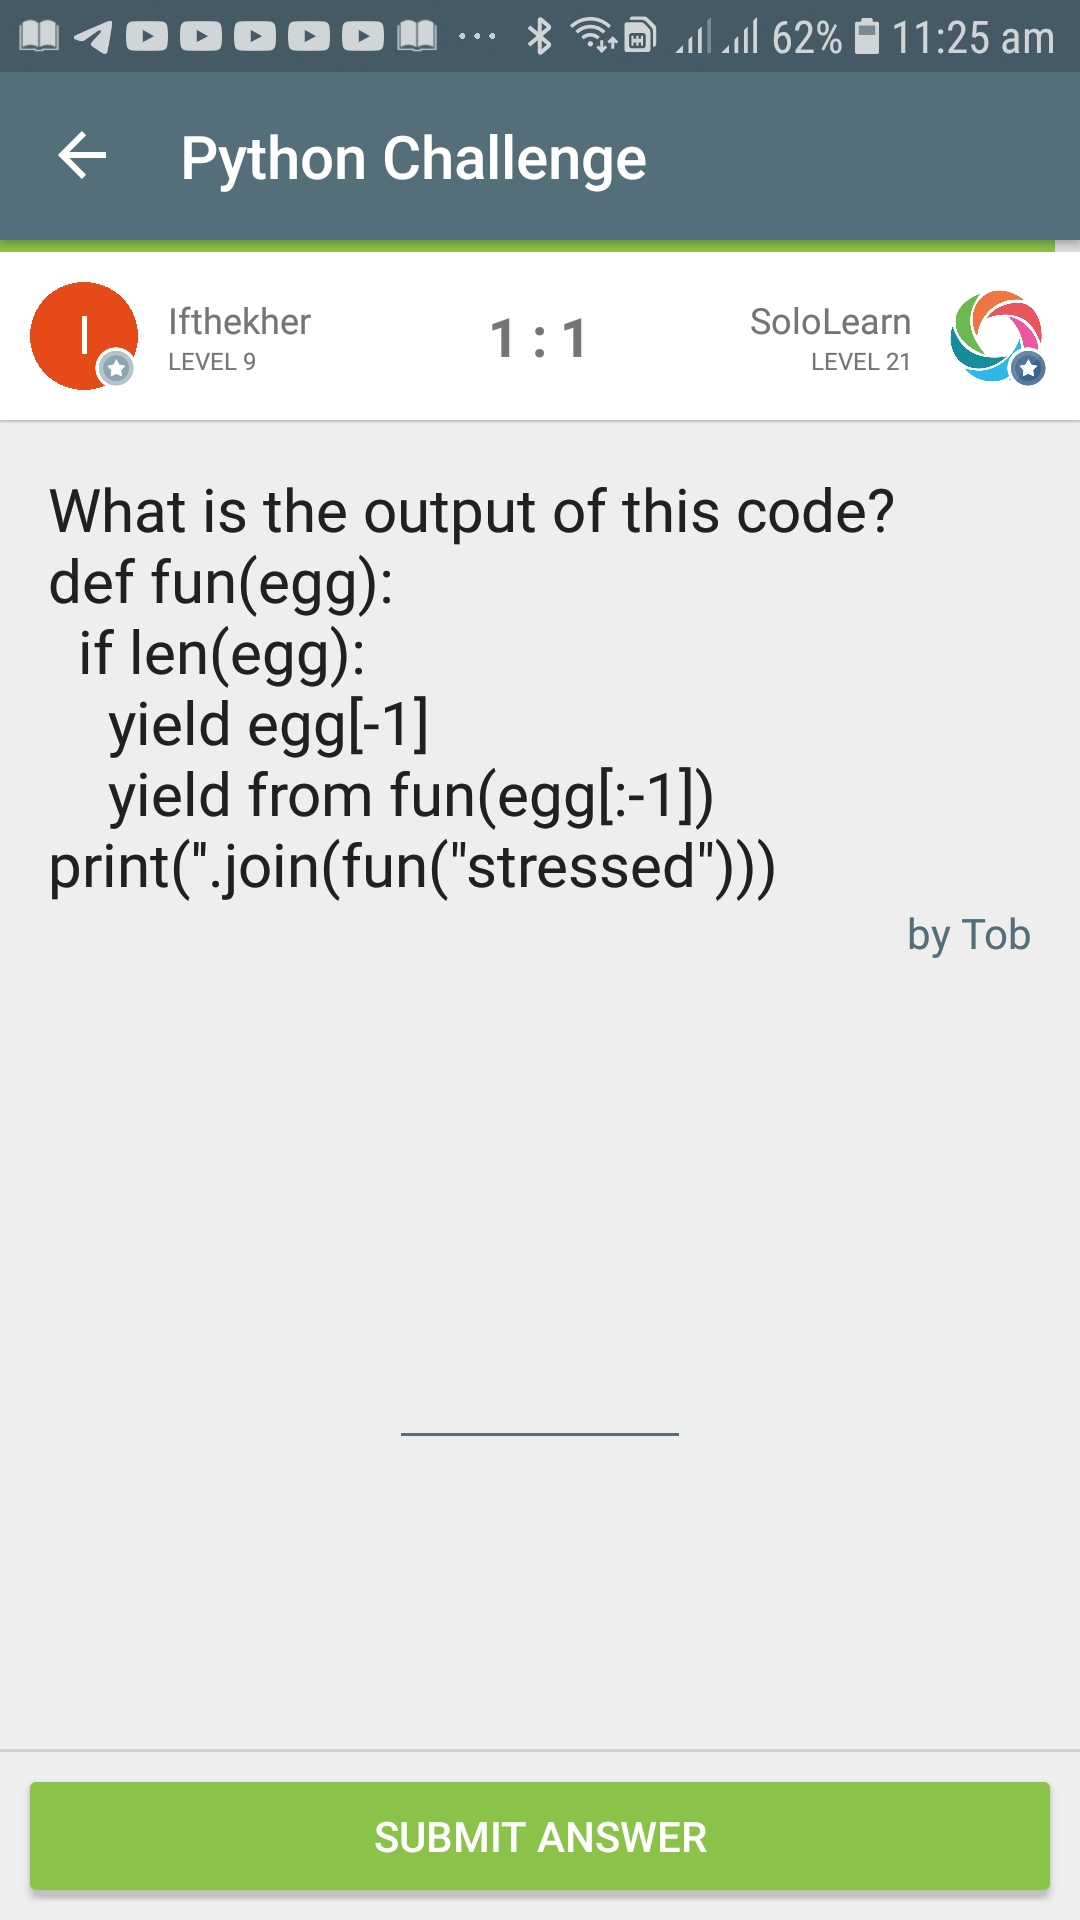 62% 11:25 am
Python Challenge
I
Ifthekher
LEVEL 9
1 : 1
SoloLearn
LEVEL 21
What is the output of this code?
def fun(egg):
  if len(egg):
    yield egg[-1]
    yield from fun(egg[:-1])
print(''.join(fun("stressed")))
by Tob
SUBMIT ANSWER